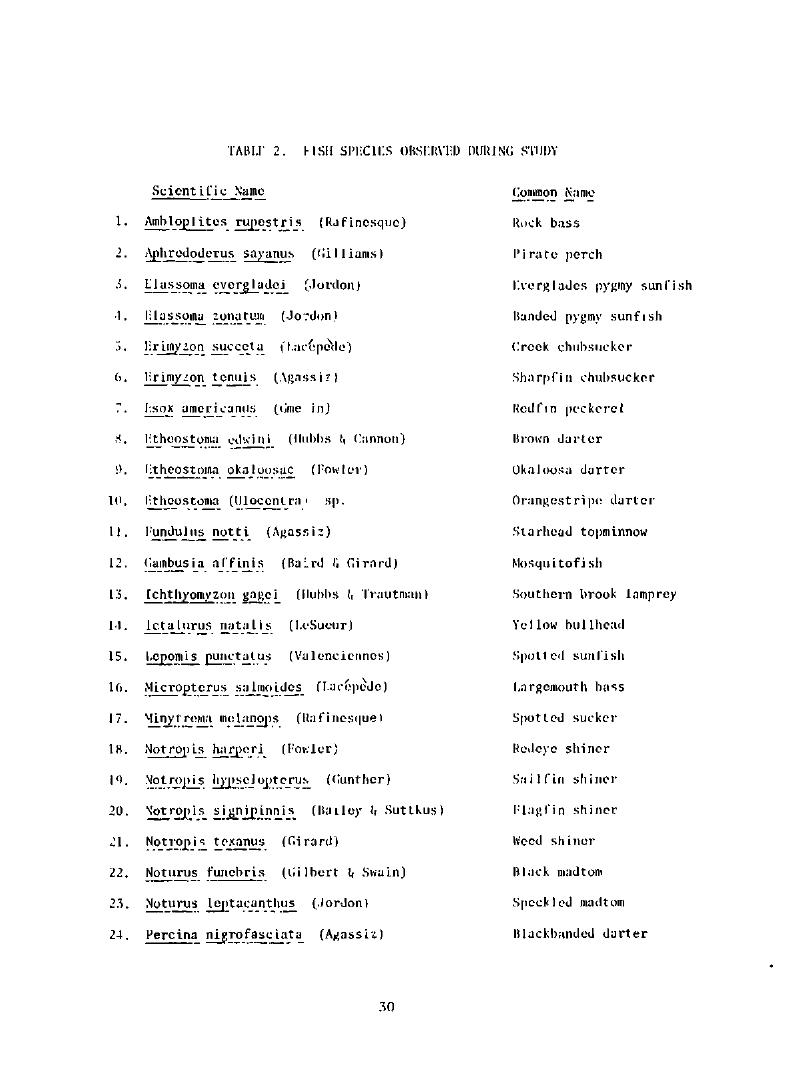 TABLE 2. FISH SPECIES OBSERVED DURING STUDY
Scientific Name Common Name
1. Ambloplites rupestris (Rafinesque) Rock bass
2. Aphredoderus sayanus (Gilliams) Pirate perch
3. Elassoma evergladei (Jordon) Everglades pygmy sunfish
4. Elassoma zonatum (Jordon) Banded pygmy sunfish
5. Erimyzon succeta (Lacépède) Creek chubsucker
6. Erimyzon tenuis (Agassiz) Sharpfin chubsucker
7. Esox americanus (Gme in) Redfin peckerel
8. Etheostoma edwini (Hubbs & Cannon) Brown darter
9. Etheostoma okaloosae (Fowler) Okaloosa darter
10. Etheostoma (Ulocentra) sp. Orangestripe darter
11. Fundulus notti (Agassiz) Starhead topminnow
12. Gambusia affinis (Baird & Girard) Mosquitofish
13. Ichthyomyzon gagei (Hubbs & Trautman) Southern brook lamprey
14. Ictalurus natalis (LeSueur) Yellow bullhead
15. Lepomis punctatus (Valenciennes) Spotted sunfish
16. Micropterus salmoides (Lacépède) Largemouth bass
17. Minytrema melanops (Rafinesque) Spotted sucker
18. Notropis harperi (Fowler) Redeye shiner
19. Notropis hypselopterus (Gunther) Sailfin shiner
20. Notropis signipinnis (Bailey & Suttkus) Flagfin shiner
21. Notropis texanus (Girard) Weed shiner
22. Noturus funebris (Gilbert & Swain) Black madtom
23. Noturus leptacanthus (Jordon) Speckled madtom
24. Percina nigrofasciata (Agassiz) Blackbanded darter
30